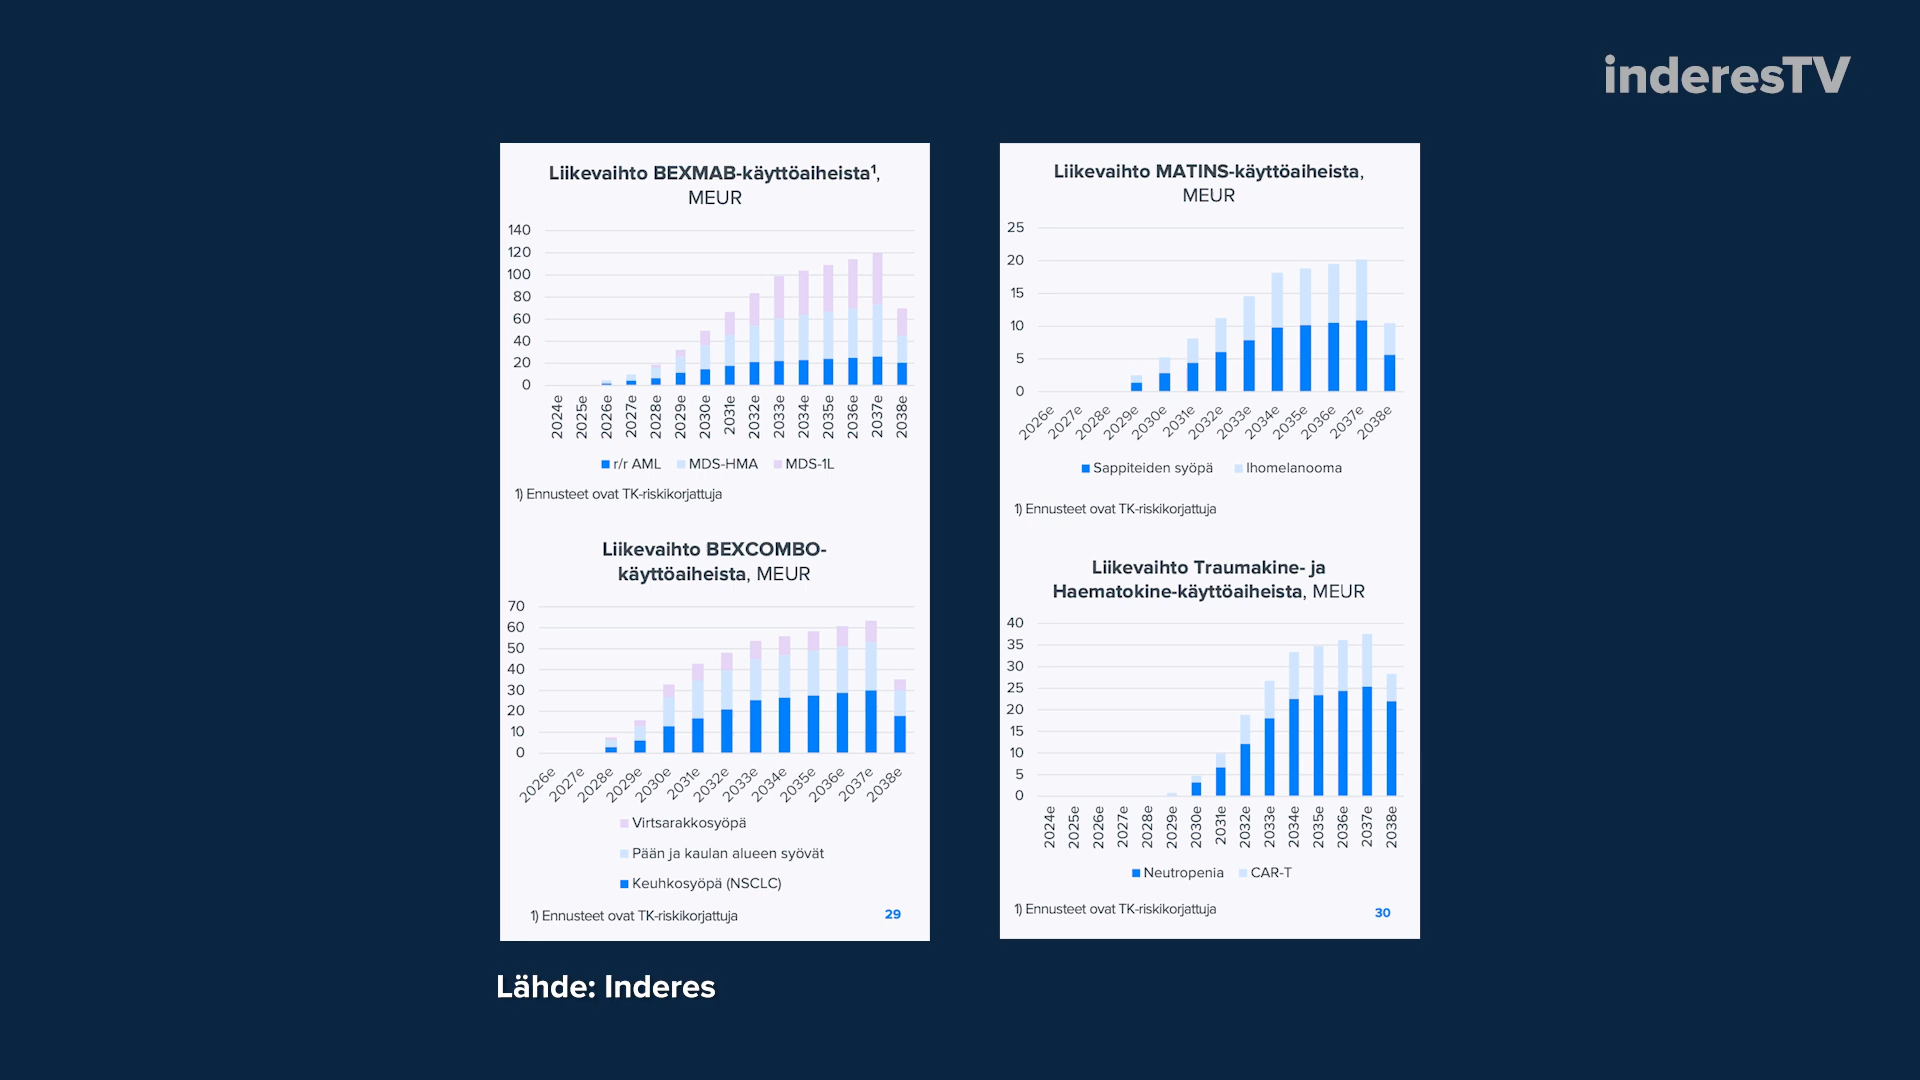 inderesTV
Liikevaihto BEXMAB-käyttöaiheista¹,
MEUR
140
120
100
80
60
40
20
0
2024e 2025e 2026e 2027e 2028e 2029e 2030e 2031e 2032e 2033e 2034e 2035e 2036e 2037e 2038e
r/r AML MDS-HMA MDS-1L
1) Ennusteet ovat TK-riskikorjattuja
Liikevaihto BEXCOMBO-
käyttöaiheista, MEUR
70
60
50
40
30
20
10
0
2026e 2027e 2028e 2029e 2030e 2031e 2032e 2033e 2034e 2035e 2036e 2037e 2038e
Virtsarakkosyöpä
Pään ja kaulan alueen syövät
Keuhkosyöpä (NSCLC)
1) Ennusteet ovat TK-riskikorjattuja
29
Liikevaihto MATINS-käyttöaiheista,
MEUR
25
20
15
10
5
0
2026e 2027e 2028e 2029e 2030e 2031e 2032e 2033e 2034e 2035e 2036e 2037e 2038e
Sappiteiden syöpä Ihomelanooma
1) Ennusteet ovat TK-riskikorjattuja
Liikevaihto Traumakine- ja
Haematokine-käyttöaiheista, MEUR
40
35
30
25
20
15
10
5
0
2024e 2025e 2026e 2027e 2028e 2029e 2030e 2031e 2032e 2033e 2034e 2035e 2036e 2037e 2038e
Neutropenia CAR-T
1) Ennusteet ovat TK-riskikorjattuja
30
Lähde: Inderes